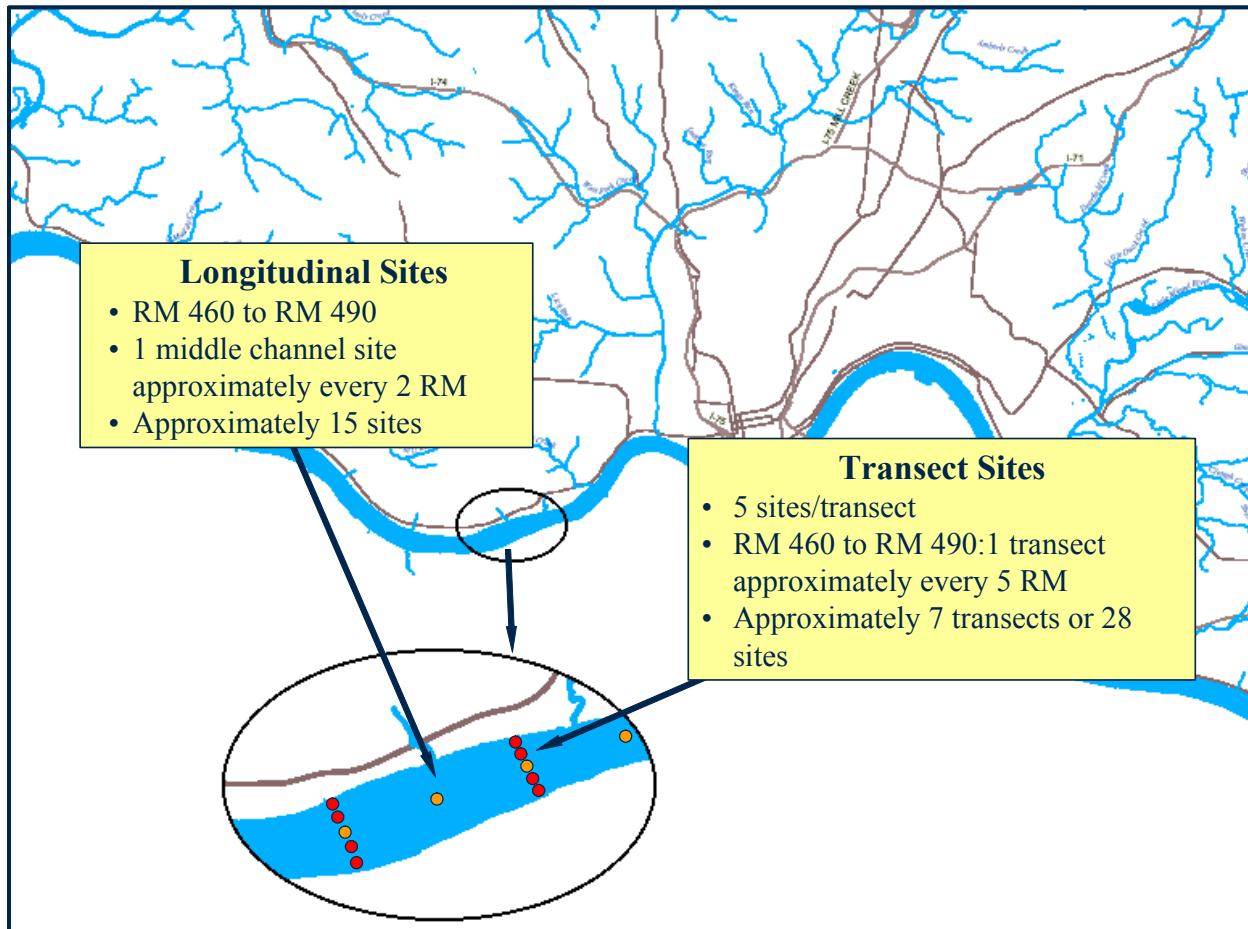 I-74
I-75 MILL CREEK
I-71
Longitudinal Sites
• RM 460 to RM 490
• 1 middle channel site
approximately every 2 RM
• Approximately 15 sites
I-75
Transect Sites
• 5 sites/transect
• RM 460 to RM 490:1 transect
approximately every 5 RM
• Approximately 7 transects or 28
sites